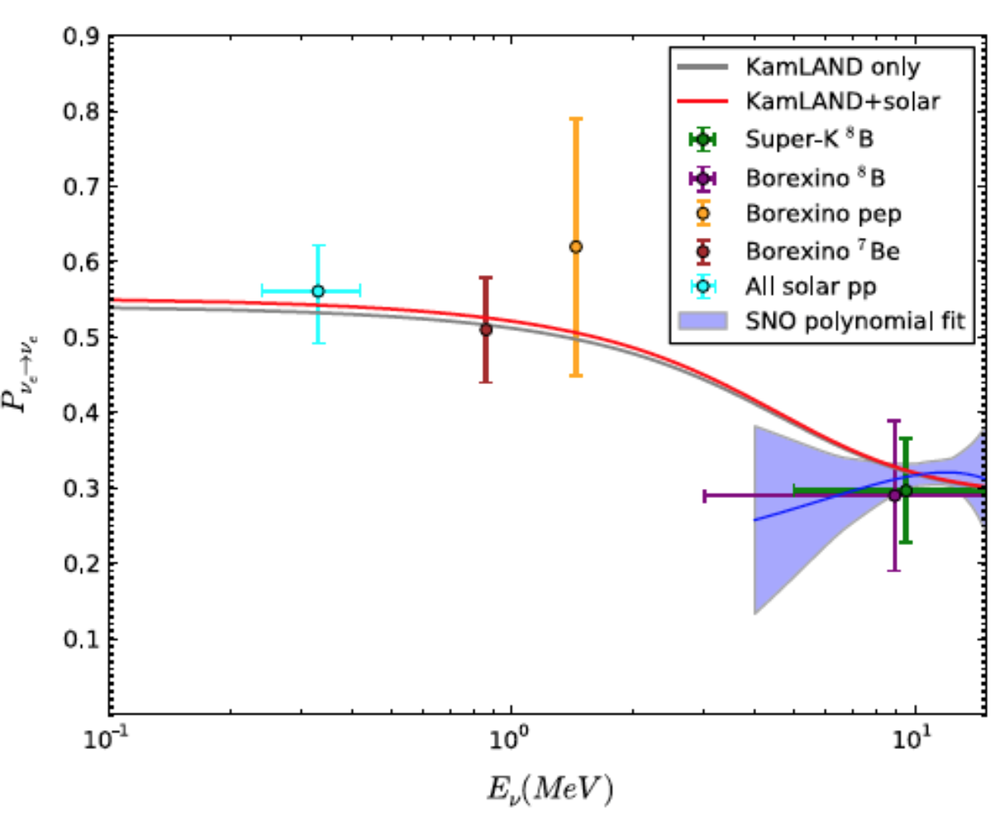 0.9
0.8
0.7
0.6
0.5
0.4
0.3
0.2
0.1
P_{ν_e→ν_e}
KamLAND only
KamLAND+solar
Super-K ⁸B
Borexino ⁸B
Borexino pep
Borexino ⁷Be
All solar pp
SNO polynomial fit
10⁻¹ 10⁰ 10¹
E_ν(MeV)